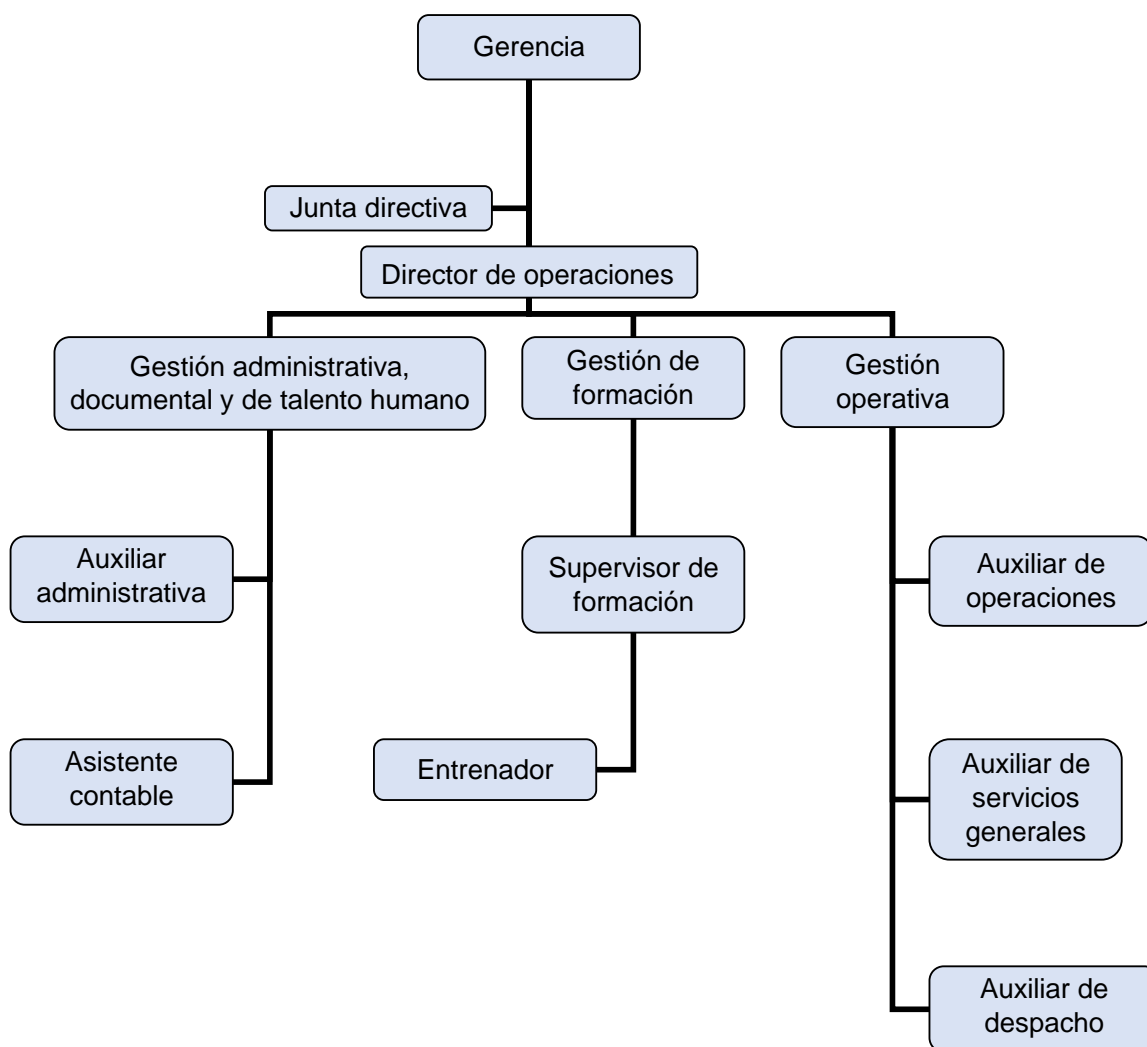 Gerencia
Junta directiva
Director de operaciones
Gestión administrativa,
documental y de talento humano
Gestión de
formación
Gestión
operativa
Auxiliar
administrativa
Supervisor de
formación
Auxiliar de
operaciones
Asistente
contable
Entrenador
Auxiliar de
servicios
generales
Auxiliar de
despacho